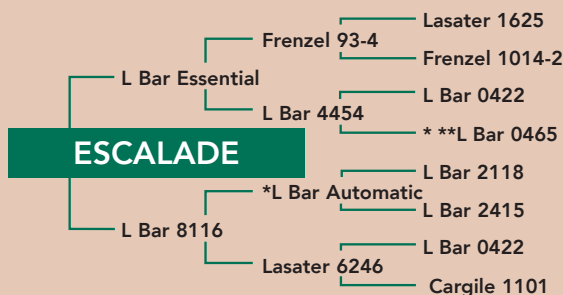 Lasater 1625
Frenzel 93-4
Frenzel 1014-2
L Bar Essential
L Bar 0422
L Bar 4454
* **L Bar 0465
ESCALADE
L Bar 2118
*L Bar Automatic
L Bar 2415
L Bar 8116
L Bar 0422
Lasater 6246
Cargile 1101